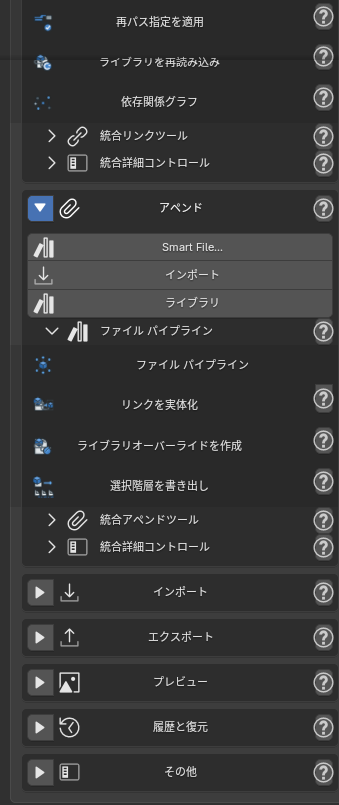 再パス指定を適用
ライブラリを再読み込み
依存関係グラフ
統合リンクツール
統合詳細コントロール
アペンド
Smart File...
インポート
ライブラリ
ファイル パイプライン
ファイル パイプライン
リンクを実体化
ライブラリオーバーライドを作成
選択階層を書き出し
統合アペンドツール
統合詳細コントロール
インポート
エクスポート
プレビュー
履歴と復元
その他